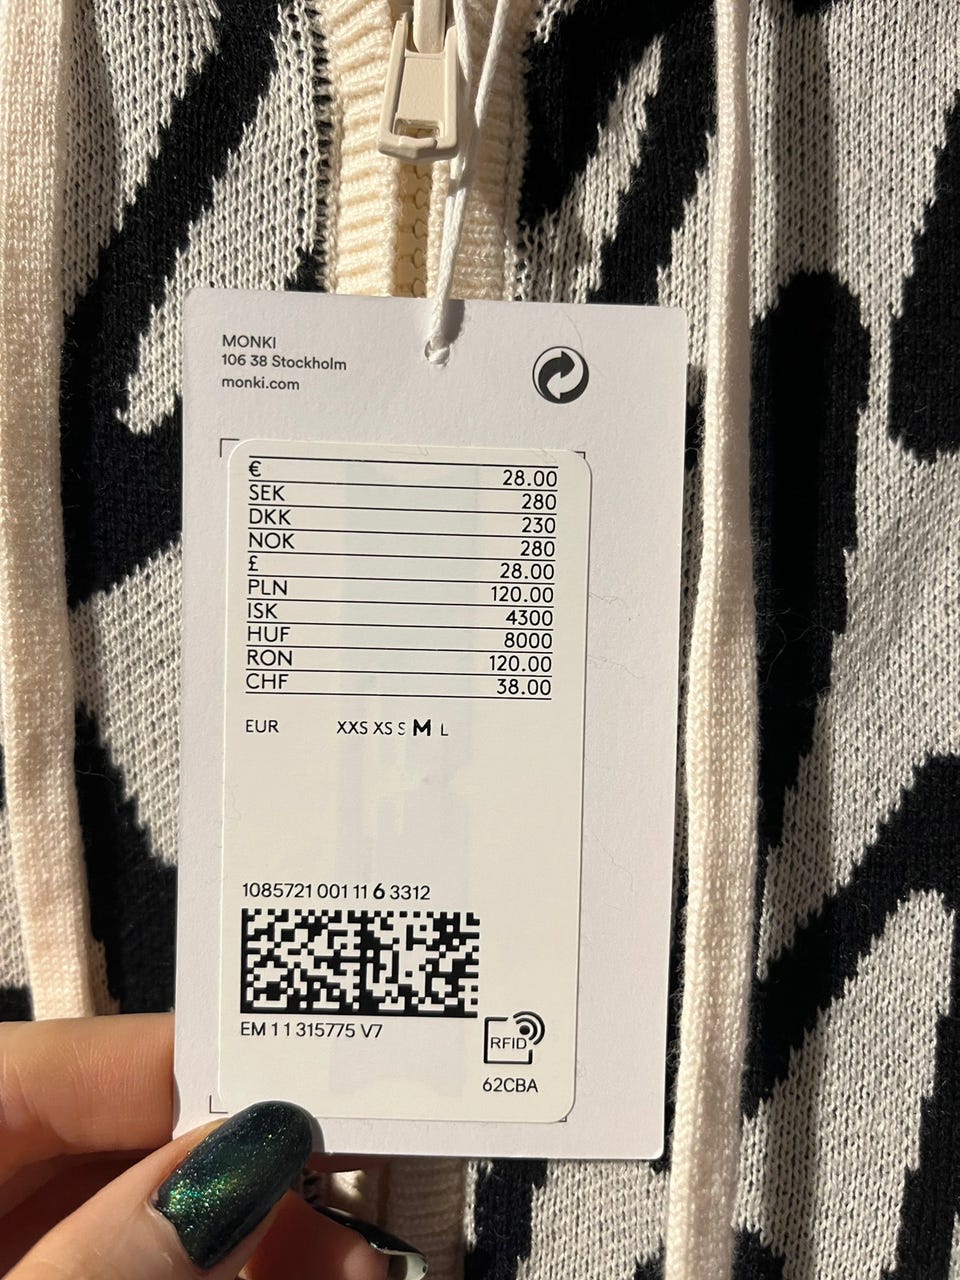 MONKI
106 38 Stockholm
monki.com
€ 28.00
SEK 280
DKK 230
NOK 280
£ 28.00
PLN 120.00
ISK 4300
HUF 8000
RON 120.00
CHF 38.00
EUR XXS XS S M L
1085721 001 11 6 3312
EM 1 1 315775 V7
RFID
62CBA